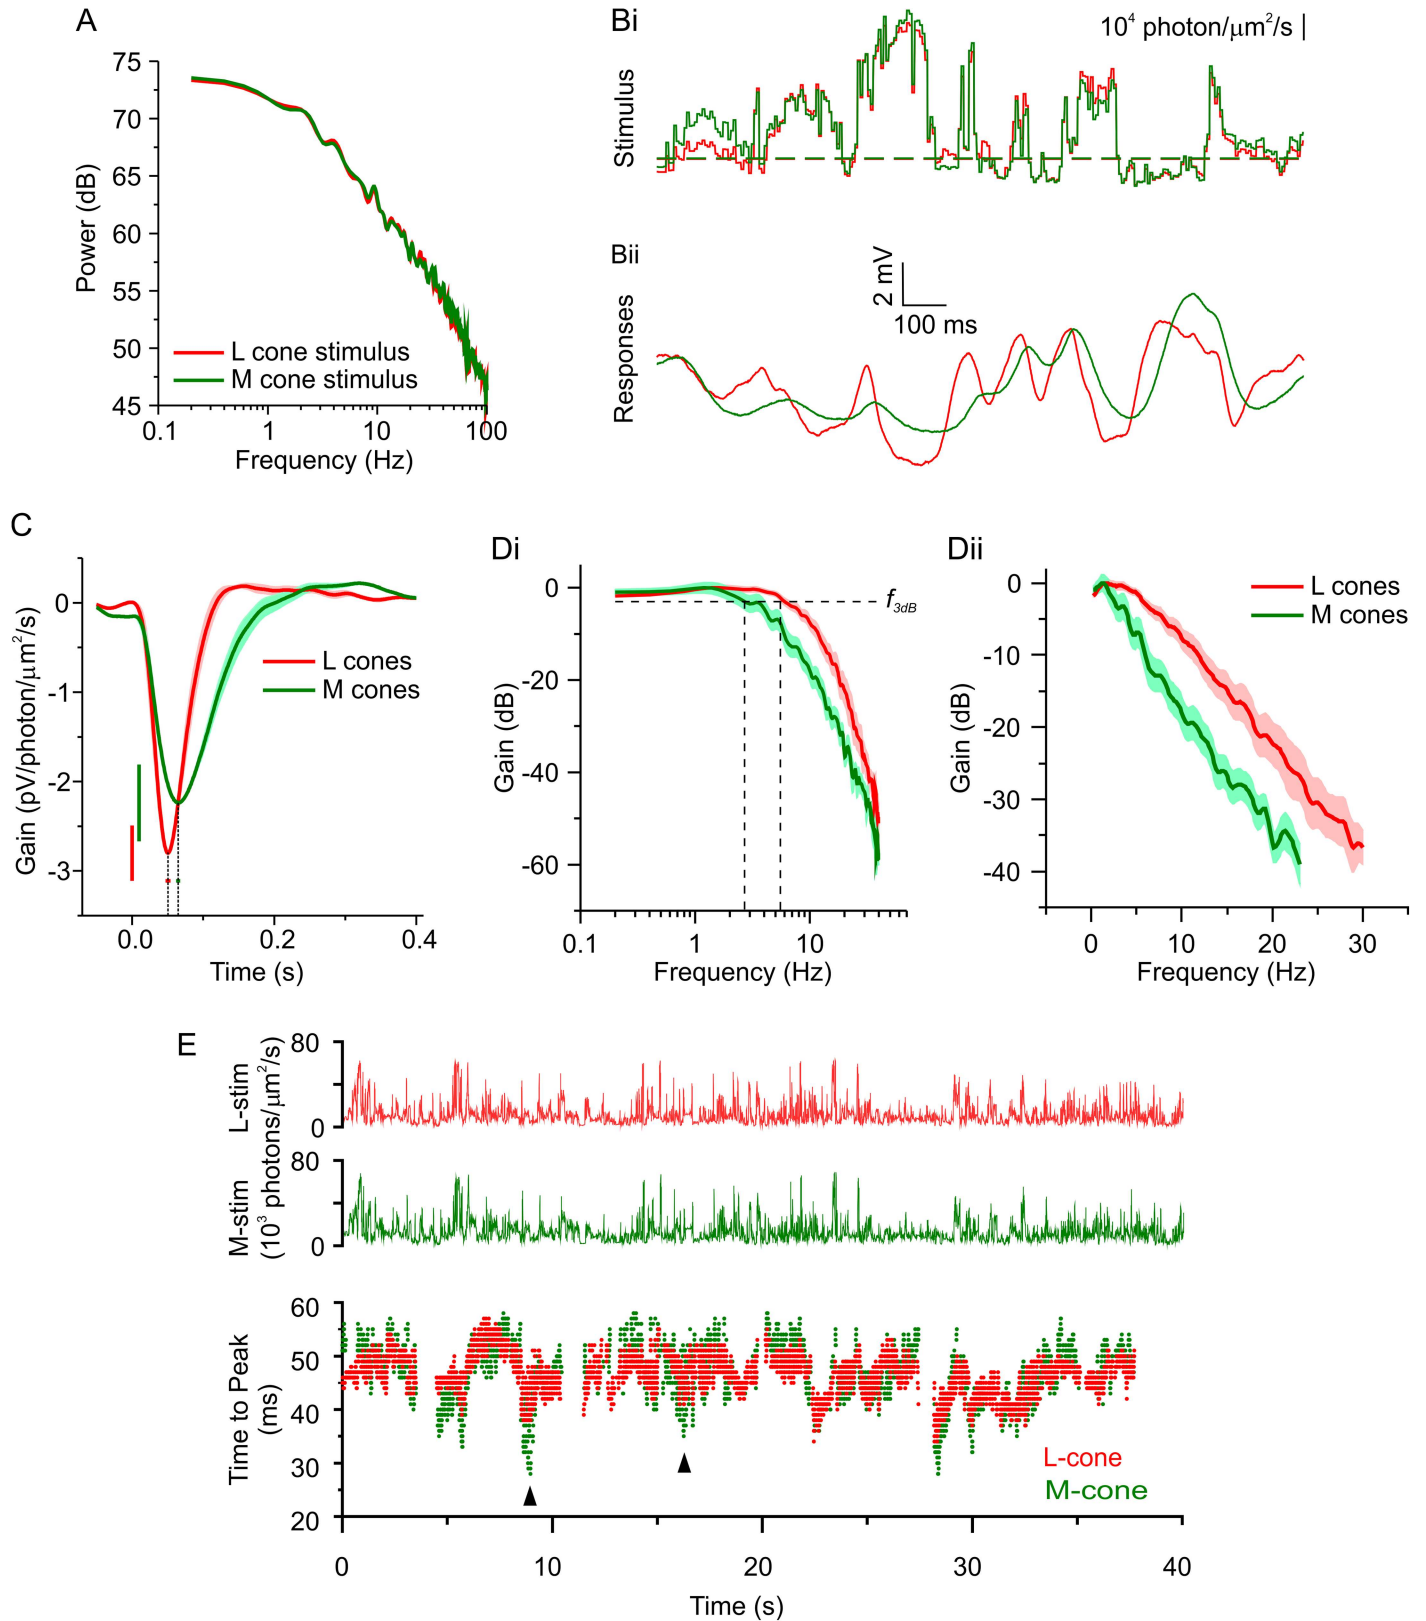 A
75
70
65
60
55
50
45
Power (dB)
L cone stimulus
M cone stimulus
0.1
1
10
100
Frequency (Hz)
Bi
10⁴ photon/μm²/s
Stimulus
Bii
2 mV
100 ms
Responses
C
0
-1
-2
-3
Gain (pV/photon/μm²/s)
L cones
M cones
0.0
0.2
0.4
Time (s)
Di
0
-20
-40
-60
Gain (dB)
f3dB
0.1
1
10
Frequency (Hz)
Dii
L cones
M cones
0
-10
-20
-30
-40
Gain (dB)
0
10
20
30
Frequency (Hz)
E
80
0
L-stim
80
0
M-stim
(10³ photons/μm²/s)
60
50
40
30
20
Time to Peak
(ms)
L-cone
M-cone
0
10
20
30
40
Time (s)